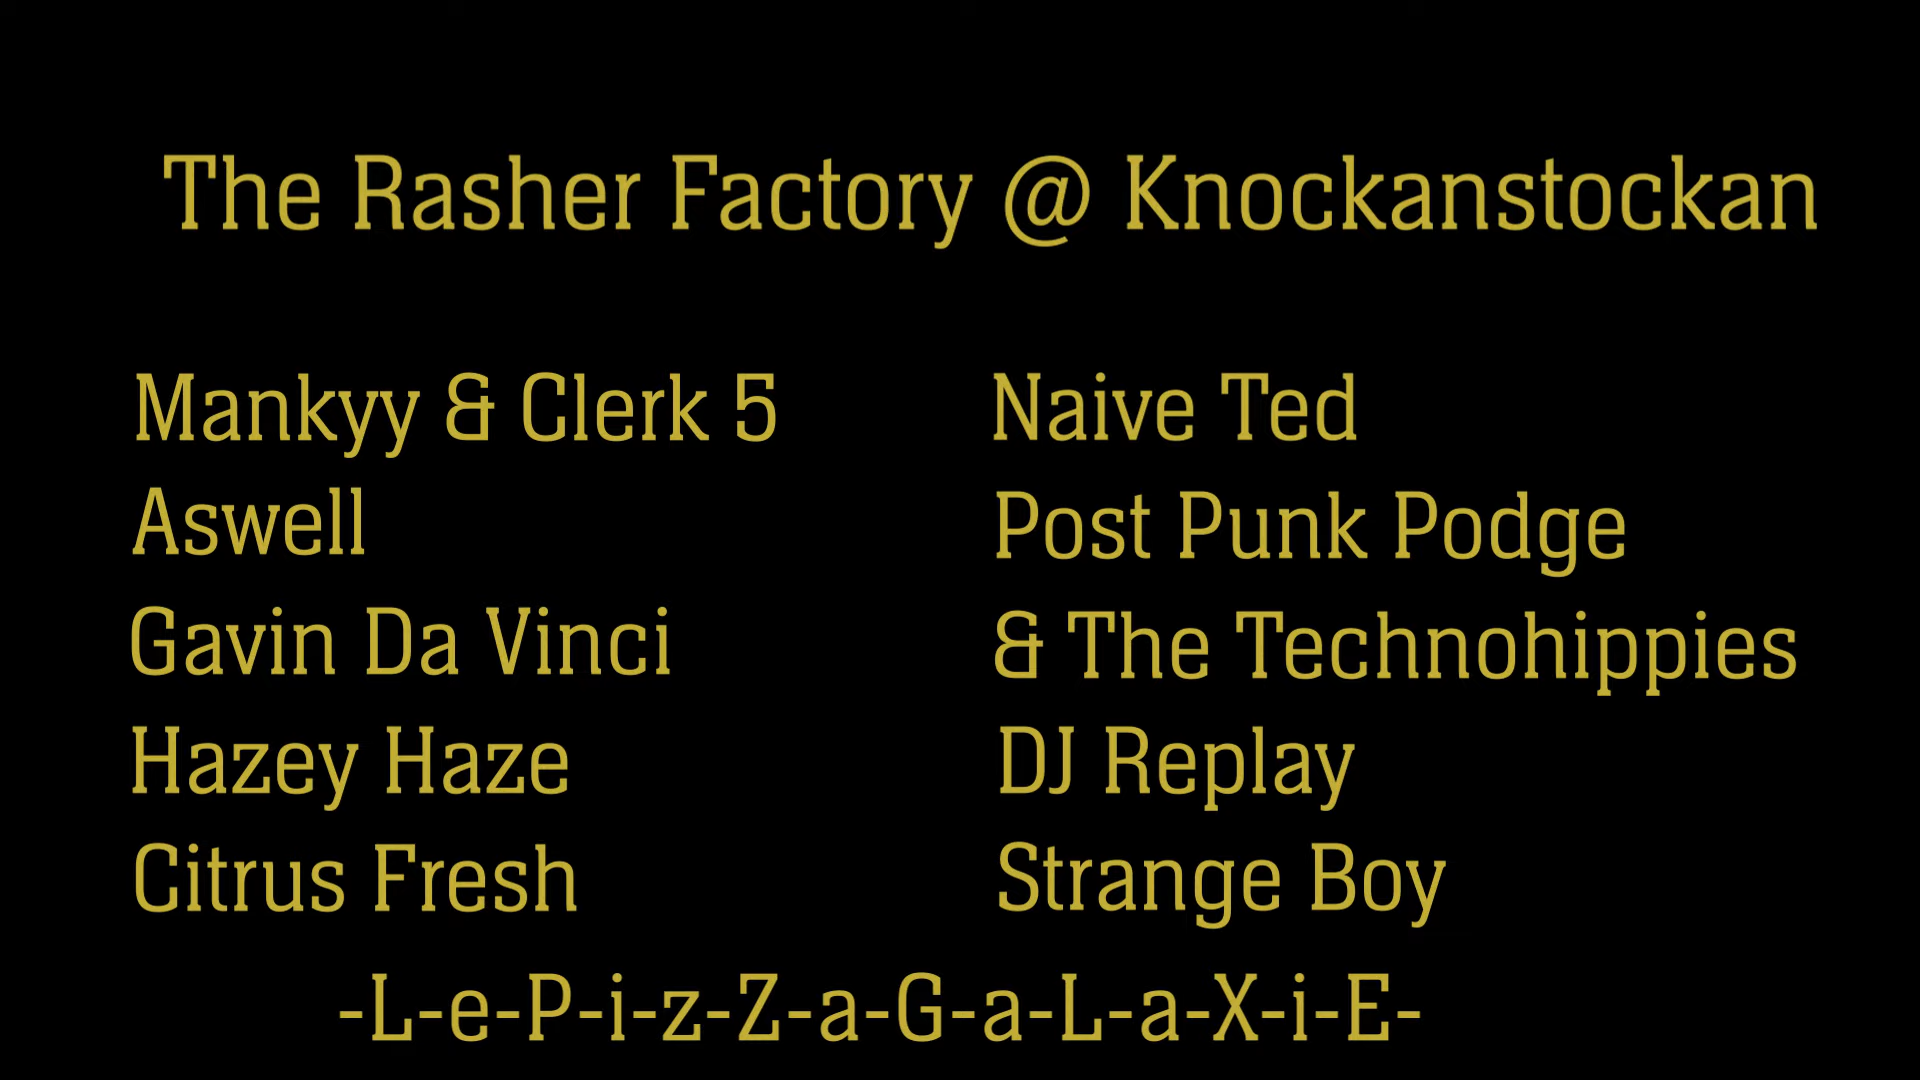 The Rasher Factory @ Knockanstockan
Mankyy & Clerk 5
Aswell
Gavin Da Vinci
Hazey Haze
Citrus Fresh
Naive Ted
Post Punk Podge
& The Technohippies
DJ Replay
Strange Boy
-L-e-P-i-z-Z-a-G-a-L-a-X-i-E-